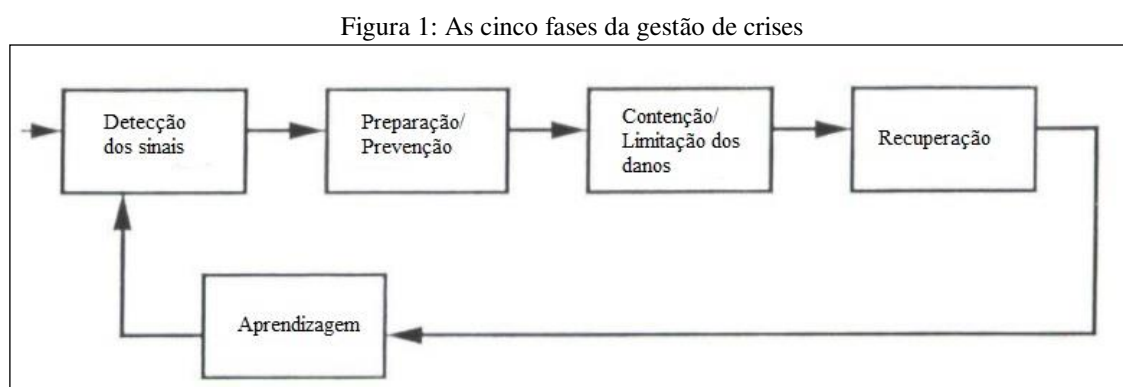 Figura 1: As cinco fases da gestão de crises
Detecção
dos sinais
Preparação/
Prevenção
Contenção/
Limitação dos
danos
Recuperação
Aprendizagem